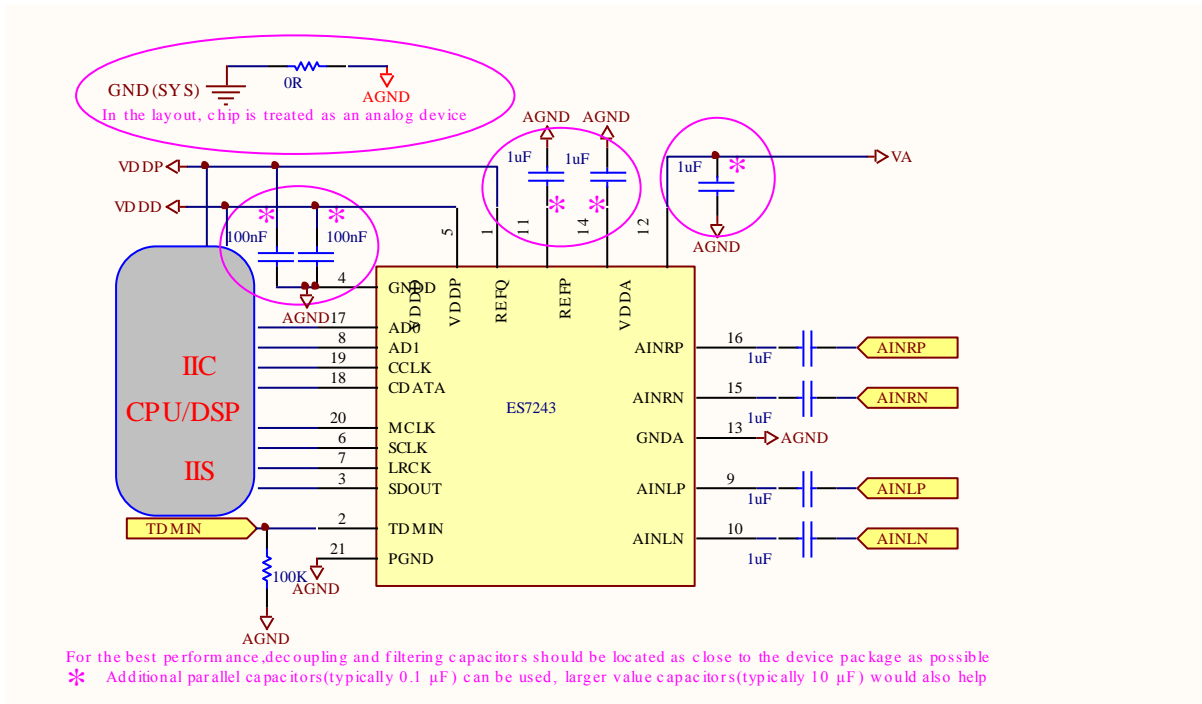 GND(SYS)
0R
AGND
In the layout, chip is treated as an analog device
AGND
AGND
VDDP
1uF
1uF
1uF
VA
VDDD
100nF
100nF
5
1
11
14
12
AGND
4
GNDD
VDDD
VDDP
REFQ
REFP
VDDA
AGND
17
AD0
8
AD1
19
CCLK
18
CDATA
IIC
CPU/DSP
IIS
ES7243
20
MCLK
6
SCLK
7
LRCK
3
SDOUT
TDMIN
2
TDMIN
21
PGND
100K
AGND
AGND
AINRP
16
1uF
AINRP
AINRN
15
1uF
AINRN
GNDA
13
AGND
AINLP
9
1uF
AINLP
AINLN
10
1uF
AINLN
For the best performance,decoupling and filtering capacitors should be located as close to the device package as possible
* Additional parallel capacitors(typically 0.1 µF) can be used, larger value capacitors(typically 10 µF) would also help